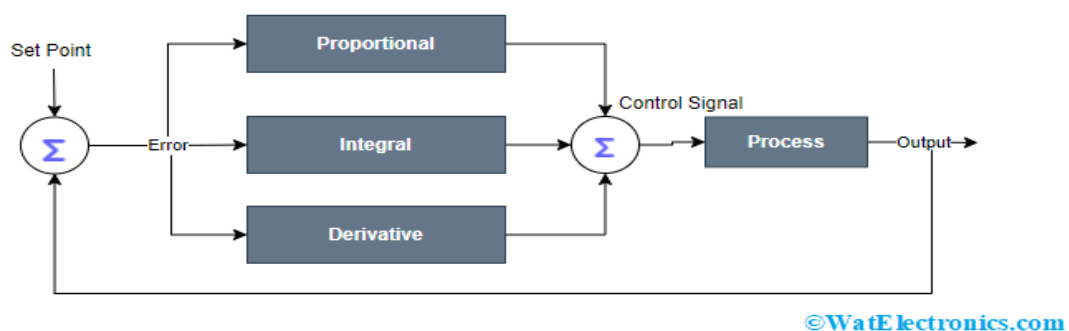 Proportional
Set Point
Control Signal
Σ
Error
Integral
Σ
Process
Output
Derivative
©WatElectronics.com